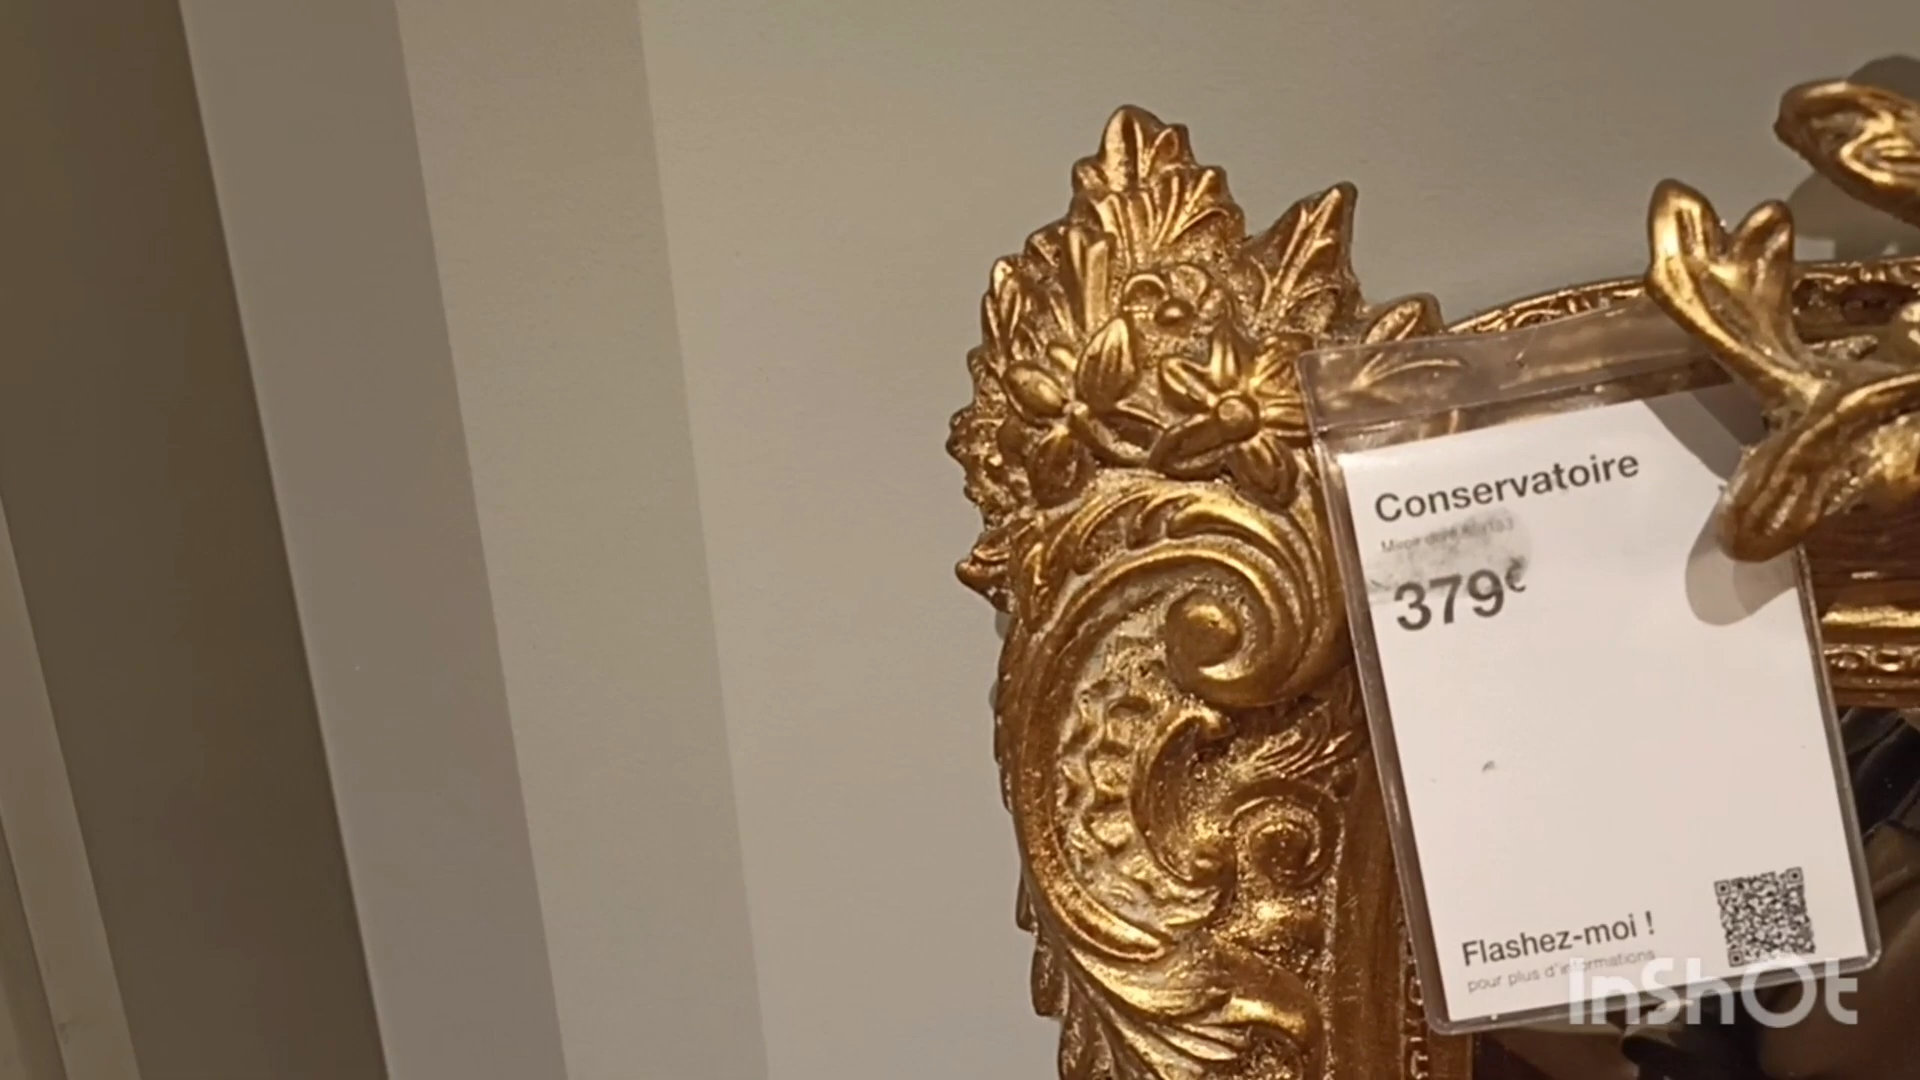 Conservatoire
379€
Flashez-moi !
pour plus d'informations
InShOt